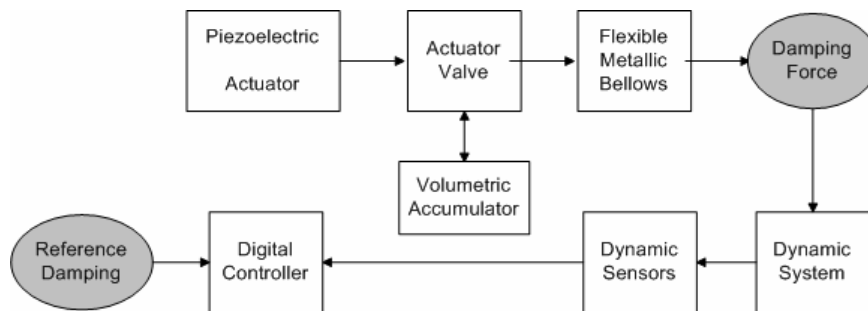 Piezoelectric
Actuator
Actuator
Valve
Flexible
Metallic
Bellows
Damping
Force
Volumetric
Accumulator
Reference
Damping
Digital
Controller
Dynamic
Sensors
Dynamic
System